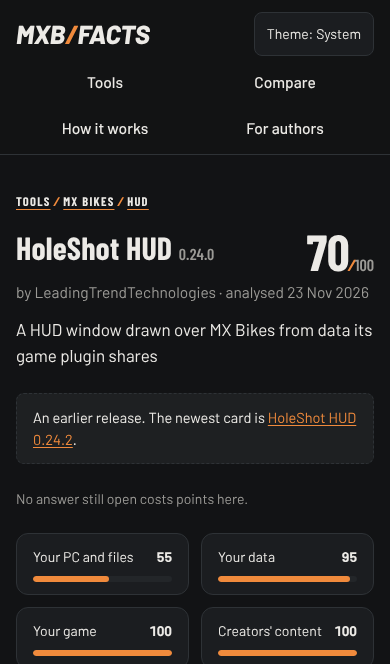 MXB/FACTS
Theme: System
Tools
Compare
How it works
For authors
TOOLS / MX BIKES / HUD
HoleShot HUD 0.24.0
70/100
by LeadingTrendTechnologies · analysed 23 Nov 2026
A HUD window drawn over MX Bikes from data its
game plugin shares
An earlier release. The newest card is HoleShot HUD
0.24.2.
No answer still open costs points here.
Your PC and files 55
Your data 95
Your game 100
Creators' content 100